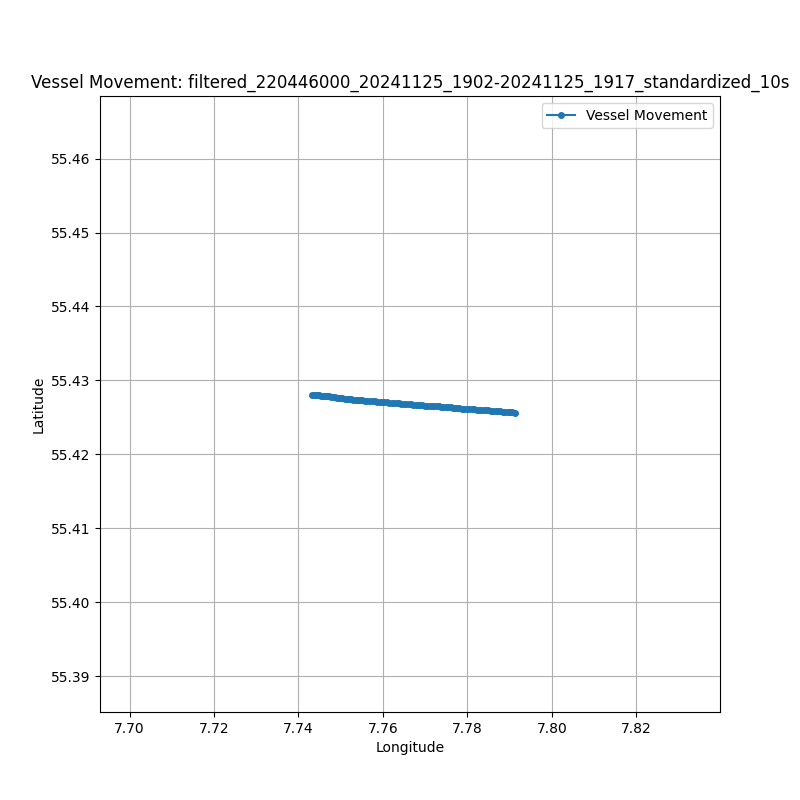 Vessel Movement: filtered_220446000_20241125_1902-20241125_1917_standardized_10s
Vessel Movement
55.46
55.45
55.44
55.43
55.42
55.41
55.40
55.39
Latitude
7.70 7.72 7.74 7.76 7.78 7.80 7.82
Longitude